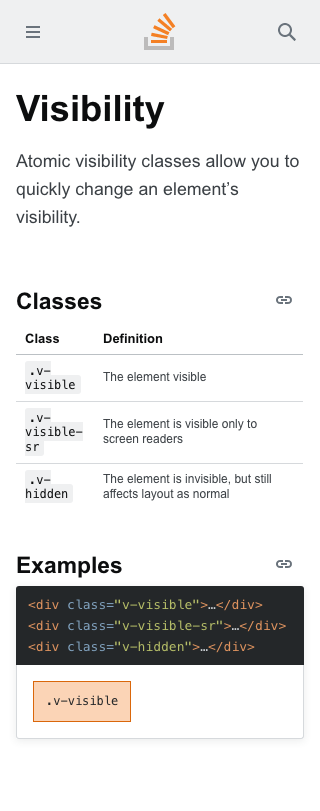 Visibility
Atomic visibility classes allow you to
quickly change an element’s
visibility.
Classes
Class Definition
.v-
visible
The element visible
.v-
visible-
sr
The element is visible only to
screen readers
.v-
hidden
The element is invisible, but still
affects layout as normal
Examples
<div class="v-visible">…</div>
<div class="v-visible-sr">…</div>
<div class="v-hidden">…</div>
.v-visible